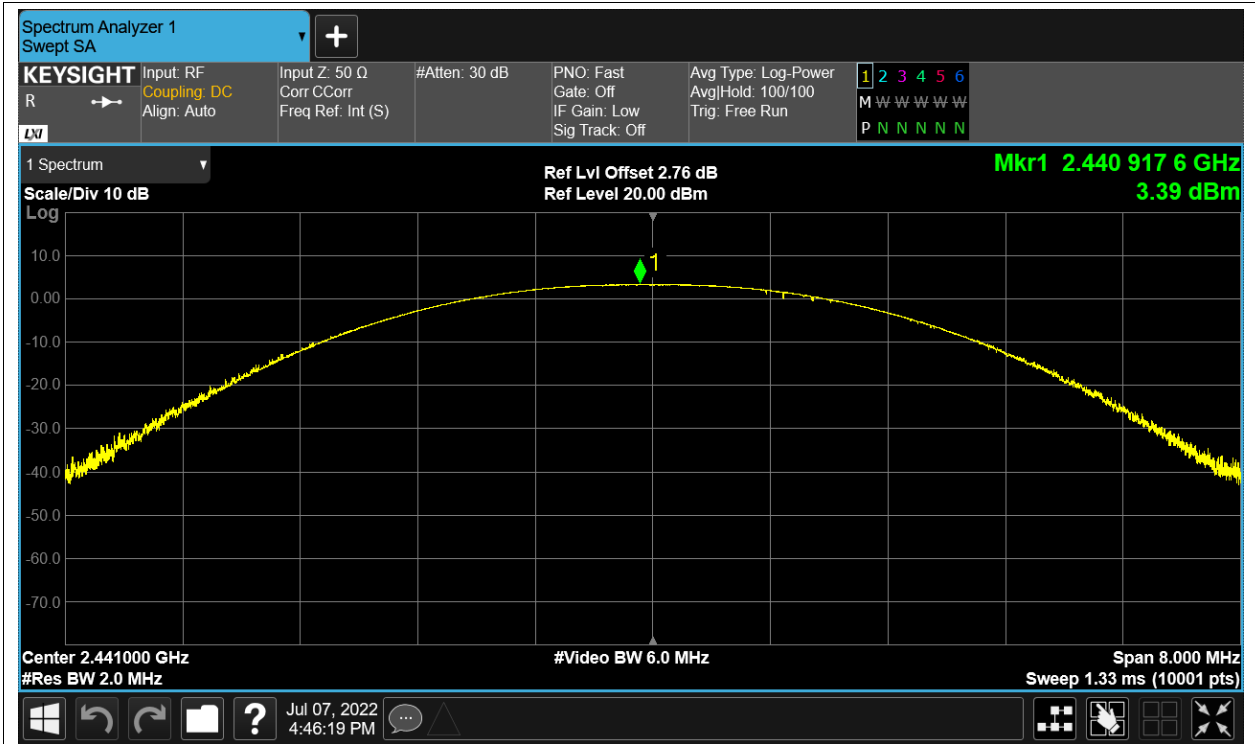 Spectrum Analyzer 1
Swept SA
+
KEYSIGHT
R
LXI
Input: RF
Coupling: DC
Align: Auto
Input Z: 50 Ω
Corr CCorr
Freq Ref: Int (S)
#Atten: 30 dB
PNO: Fast
Gate: Off
IF Gain: Low
Sig Track: Off
Avg Type: Log-Power
Avg|Hold: 100/100
Trig: Free Run
1 2 3 4 5 6
M W W W W W
P N N N N N
1 Spectrum
Scale/Div 10 dB
Log
Ref Lvl Offset 2.76 dB
Ref Level 20.00 dBm
Mkr1 2.440 917 6 GHz
3.39 dBm
1
10.0
0.00
-10.0
-20.0
-30.0
-40.0
-50.0
-60.0
-70.0
Center 2.441000 GHz
#Res BW 2.0 MHz
#Video BW 6.0 MHz
Span 8.000 MHz
Sweep 1.33 ms (10001 pts)
?
Jul 07, 2022
4:46:19 PM